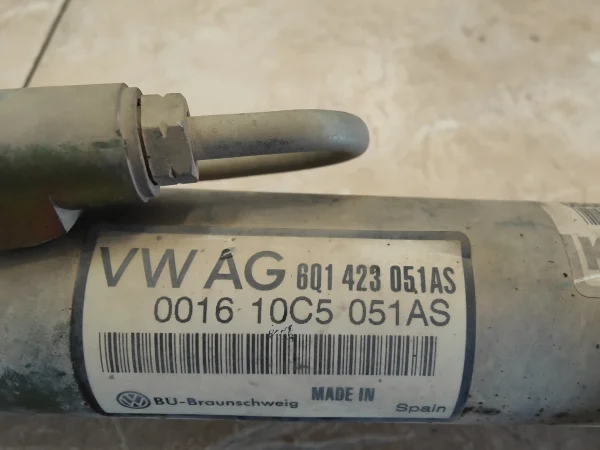 VW AG 6Q1 423 051AS
0016 10C5 051AS
BU-Braunschweig MADE IN Spain